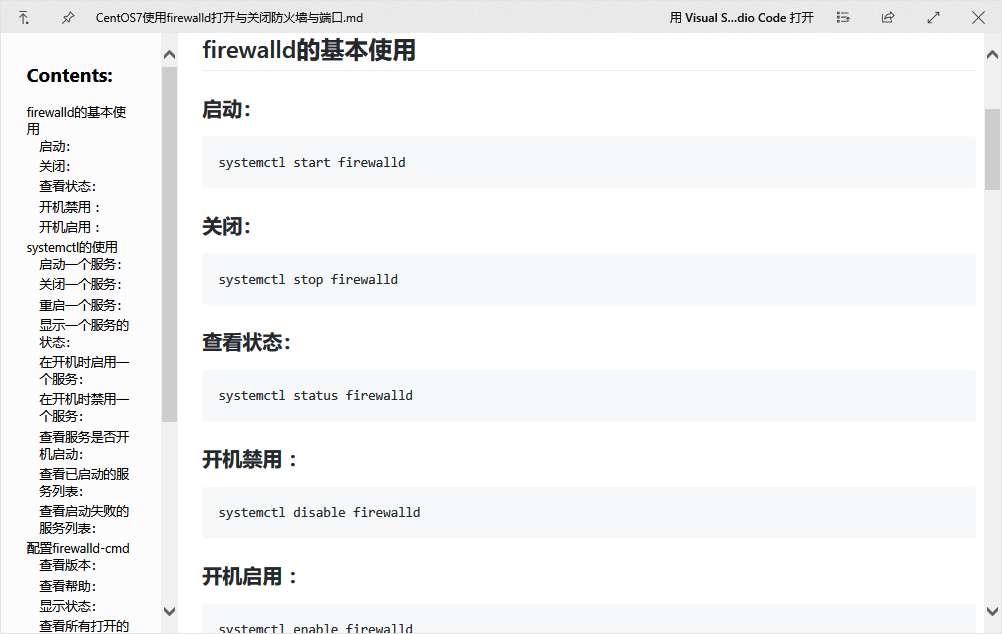 CentOS7使用firewalld打开与关闭防火墙与端口.md
用 Visual S...dio Code 打开
Contents:
firewalld的基本使
用
启动：
关闭：
查看状态：
开机禁用 ：
开机启用 ：
systemctl的使用
启动一个服务：
关闭一个服务：
重启一个服务：
显示一个服务的
状态：
在开机时启用一
个服务：
在开机时禁用一
个服务：
查看服务是否开
机启动：
查看已启动的服
务列表：
查看启动失败的
服务列表：
配置firewalld-cmd
查看版本：
查看帮助：
显示状态：
查看所有打开的
firewalld的基本使用
启动：
systemctl start firewalld
关闭：
systemctl stop firewalld
查看状态：
systemctl status firewalld
开机禁用 ：
systemctl disable firewalld
开机启用 ：
systemctl enable firewalld